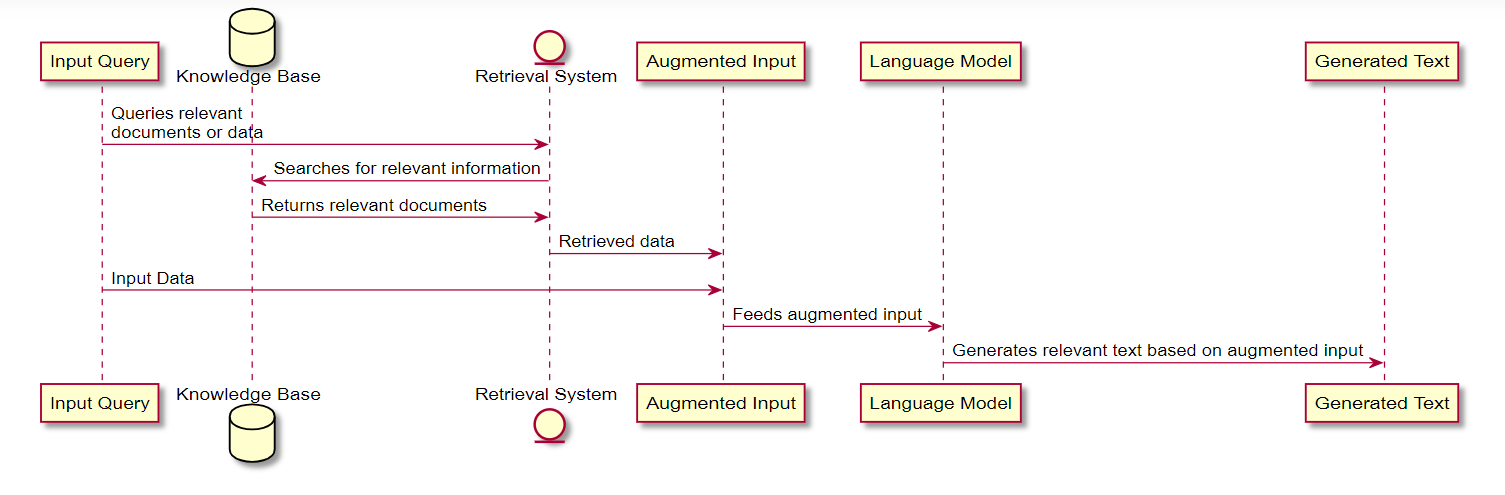 Input Query
Knowledge Base
Retrieval System
Augmented Input
Language Model
Generated Text
Queries relevant
documents or data
Searches for relevant information
Returns relevant documents
Retrieved data
Input Data
Feeds augmented input
Generates relevant text based on augmented input
Input Query
Knowledge Base
Retrieval System
Augmented Input
Language Model
Generated Text